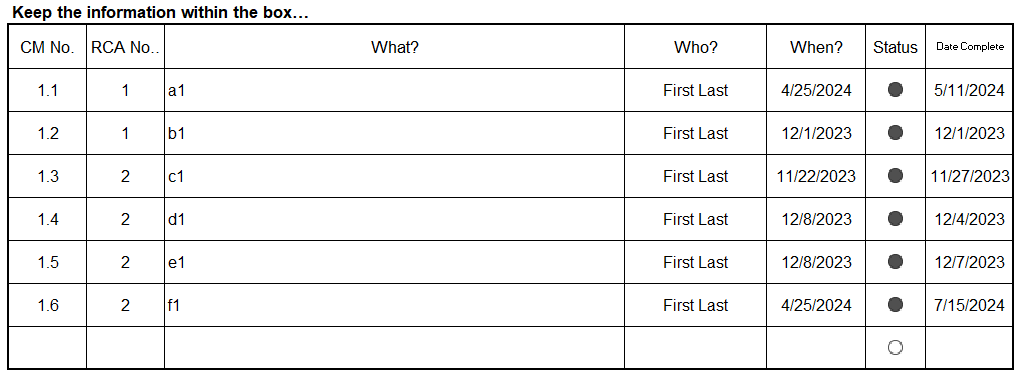 Keep the information within the box…
CM No. RCA No.. What? Who? When? Status Date Complete
1.1 1 a1 First Last 4/25/2024 5/11/2024
1.2 1 b1 First Last 12/1/2023 12/1/2023
1.3 2 c1 First Last 11/22/2023 11/27/2023
1.4 2 d1 First Last 12/8/2023 12/4/2023
1.5 2 e1 First Last 12/8/2023 12/7/2023
1.6 2 f1 First Last 4/25/2024 7/15/2024